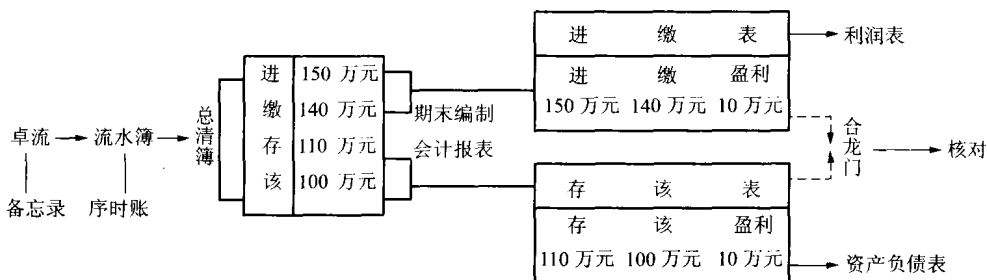 卓流
流水簿
备忘录
序时账
总清簿
进 150 万元
缴 140 万元
存 110 万元
该 100 万元
期末编制
会计报表
进 缴 表
进 缴 盈利
150 万元 140 万元 10万元
利润表
合龙门
核对
存 该 表
存 该 盈利
110 万元 100 万元 10万元
资产负债表